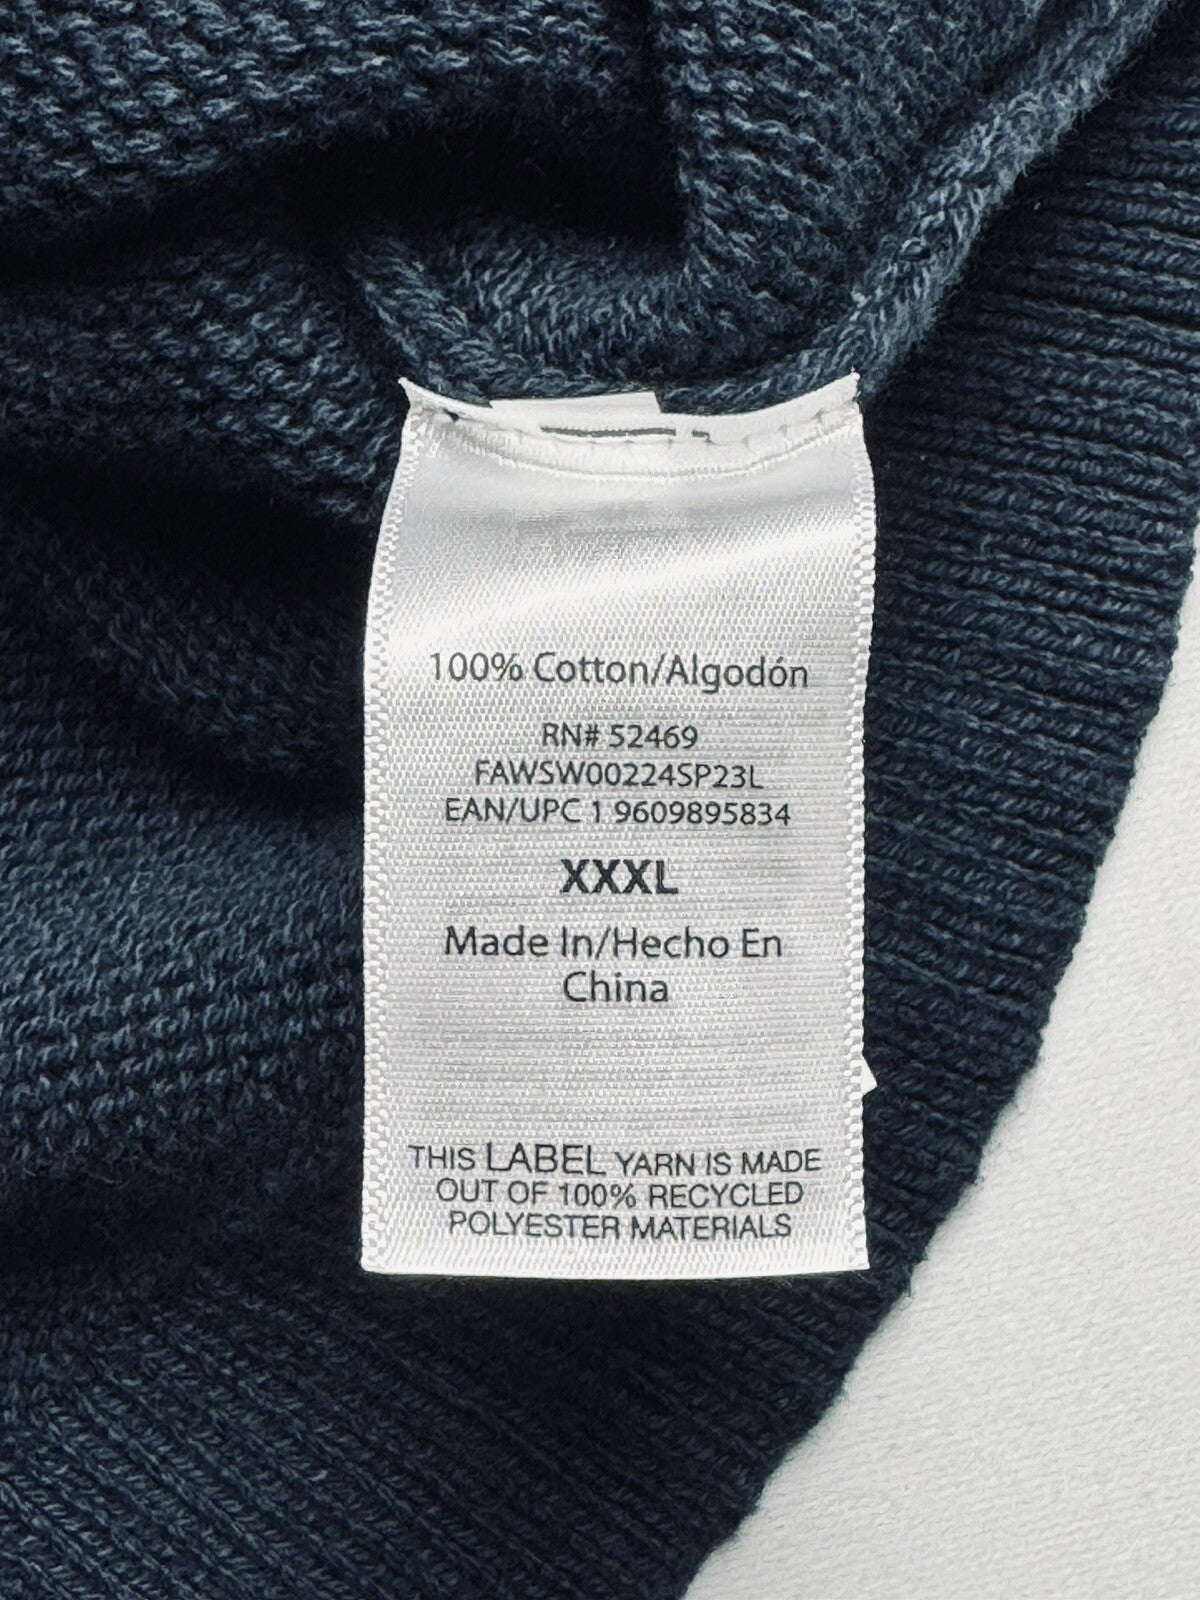 100% Cotton/Algodón
RN# 52469
FAWSW00224SP23L
EAN/UPC 1 9609895834
XXXL
Made In/Hecho En
China
THIS LABEL YARN IS MADE
OUT OF 100% RECYCLED
POLYESTER MATERIALS